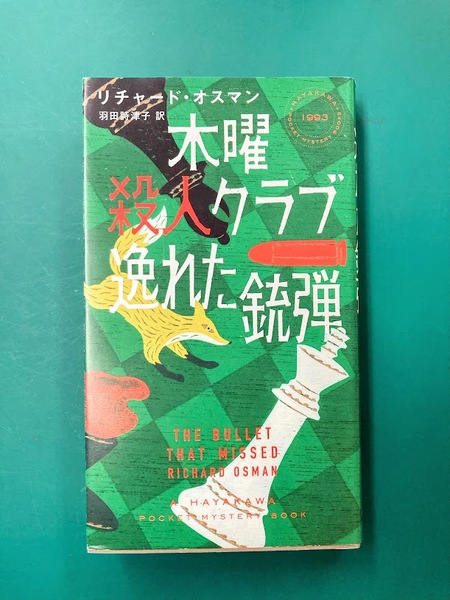 リチャード・オスマン
羽田詩津子 訳
HAYAKAWA
1993
POCKET MYSTERY BOOKS
木曜
殺人クラブ
逸れた銃弾
THE BULLET
THAT MISSED
RICHARD OSMAN
A HAYAKAWA
POCKET MYSTERY BOOK